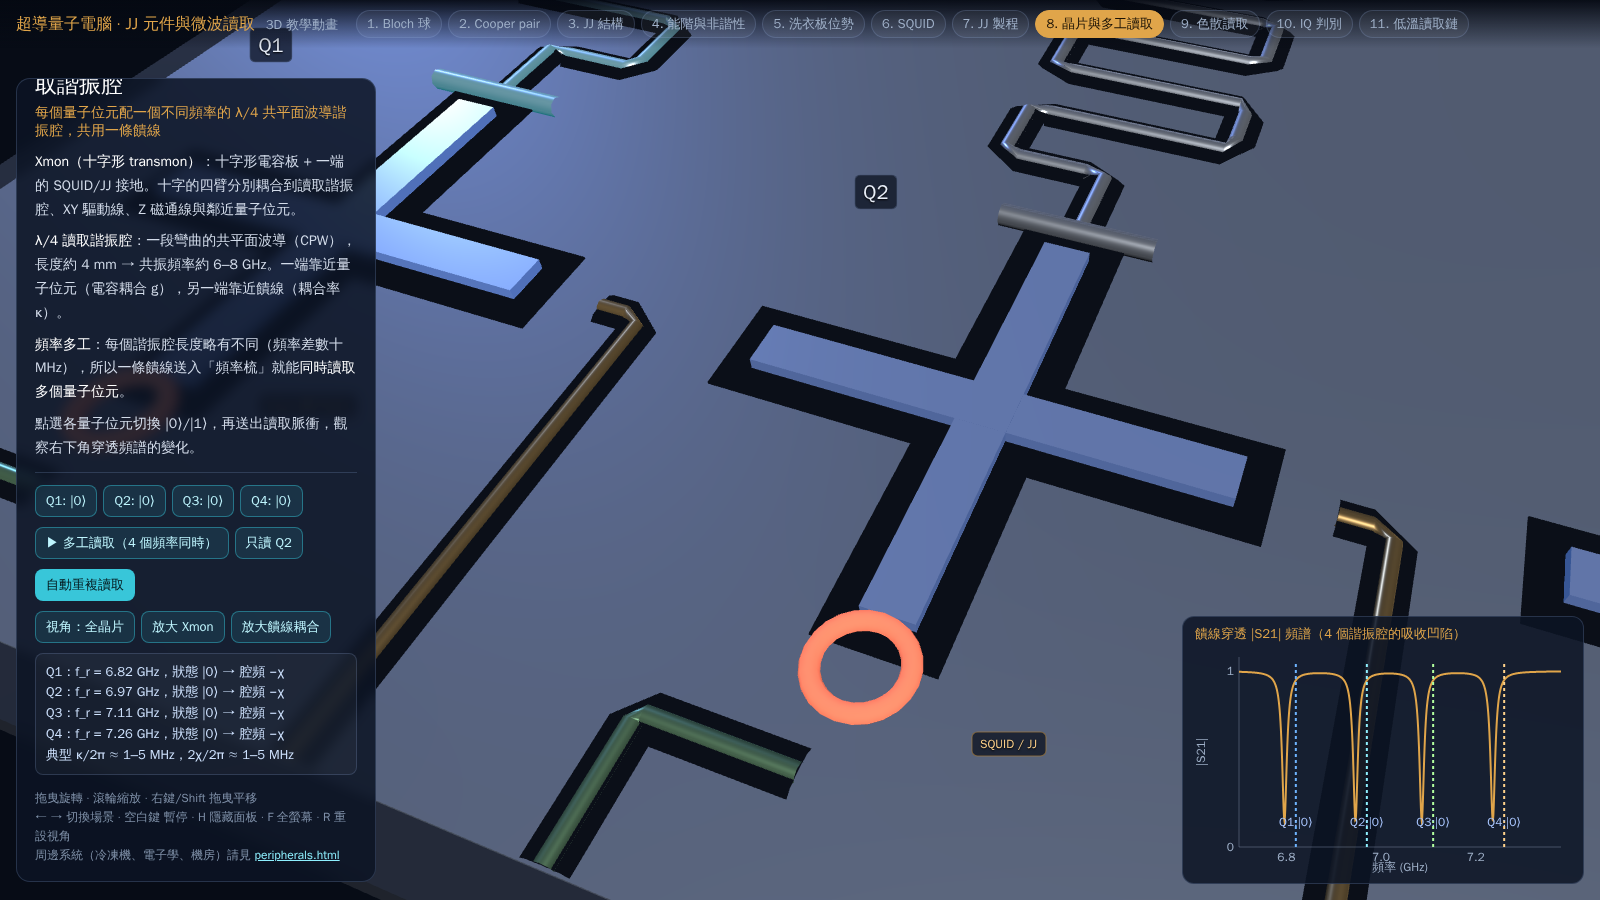 超導量子電腦 · JJ 元件與微波讀取 3D 教學動畫 1. Bloch 球 2. Cooper pair 3. JJ 結構 4. 能階與非諧性 5. 洗衣板位勢 6. SQUID 7. JJ 製程 8. 晶片與多工讀取 9. 色散讀取 10. IQ 判別 11. 低溫讀取鏈
Q1
取諧振腔
每個量子位元配一個不同頻率的 λ/4 共平面波導諧
振腔，共用一條饋線
Xmon（十字形 transmon）：十字形電容板 + 一端
的 SQUID/JJ 接地。十字的四臂分別耦合到讀取諧振
腔、XY 驅動線、Z 磁通線與鄰近量子位元。
λ/4 讀取諧振腔：一段彎曲的共平面波導（CPW），
長度約 4 mm → 共振頻率約 6–8 GHz。一端靠近量
子位元（電容耦合 g），另一端靠近饋線（耦合率
κ）。
頻率多工：每個諧振腔長度略有不同（頻率差數十
MHz），所以一條饋線送入「頻率梳」就能同時讀取
多個量子位元。
點選各量子位元切換 |0⟩/|1⟩，再送出讀取脈衝，觀
察右下角穿透頻譜的變化。
Q1: |0⟩ Q2: |0⟩ Q3: |0⟩ Q4: |0⟩
▶ 多工讀取（4 個頻率同時） 只讀 Q2
自動重複讀取
視角：全晶片 放大 Xmon 放大饋線耦合
Q1：f_r = 6.82 GHz，狀態 |0⟩ → 腔頻 −χ
Q2：f_r = 6.97 GHz，狀態 |0⟩ → 腔頻 −χ
Q3：f_r = 7.11 GHz，狀態 |0⟩ → 腔頻 −χ
Q4：f_r = 7.26 GHz，狀態 |0⟩ → 腔頻 −χ
典型 κ/2π ≈ 1–5 MHz，2χ/2π ≈ 1–5 MHz
拖曳旋轉 · 滾輪縮放 · 右鍵/Shift 拖曳平移
← → 切換場景 · 空白鍵 暫停 · H 隱藏面板 · F 全螢幕 · R 重
設視角
周邊系統（冷凍機、電子學、機房）請見 peripherals.html
Q2
SQUID / JJ
饋線穿透 |S21| 頻譜（4 個諧振腔的吸收凹陷）
1
|S21|
Q1:|0⟩ Q2:|0⟩ Q3:|0⟩ Q4:|0⟩
0
6.8 7.0 7.2
頻率 (GHz)